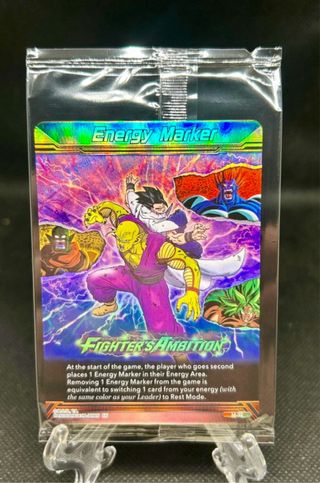 Energy Marker
FIGHTER'S AMBITION
At the start of the game, the player who goes second
places 1 Energy Marker in their Energy Area.
Removing 1 Energy Marker from the game is
equivalent to switching 1 card from your energy (with
the same color as your Leader) to Rest Mode.